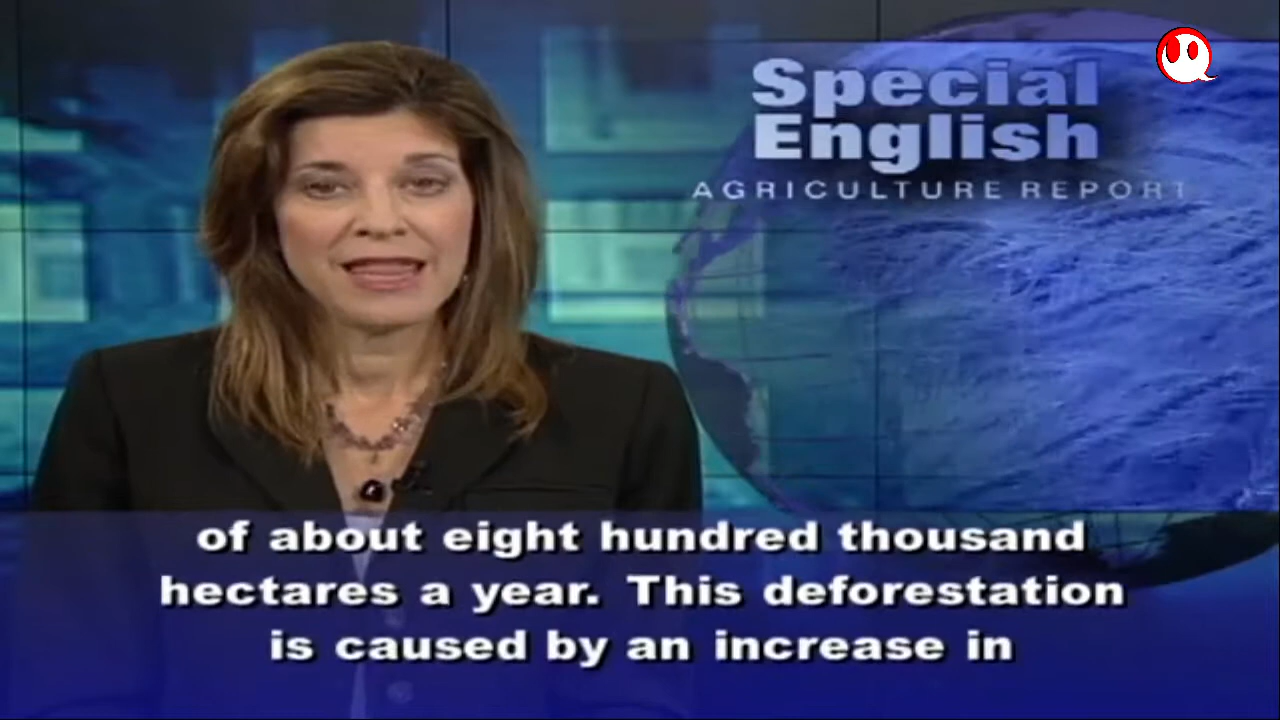 Special
English
AGRICULTURE REPORT
of about eight hundred thousand
hectares a year. This deforestation
is caused by an increase in